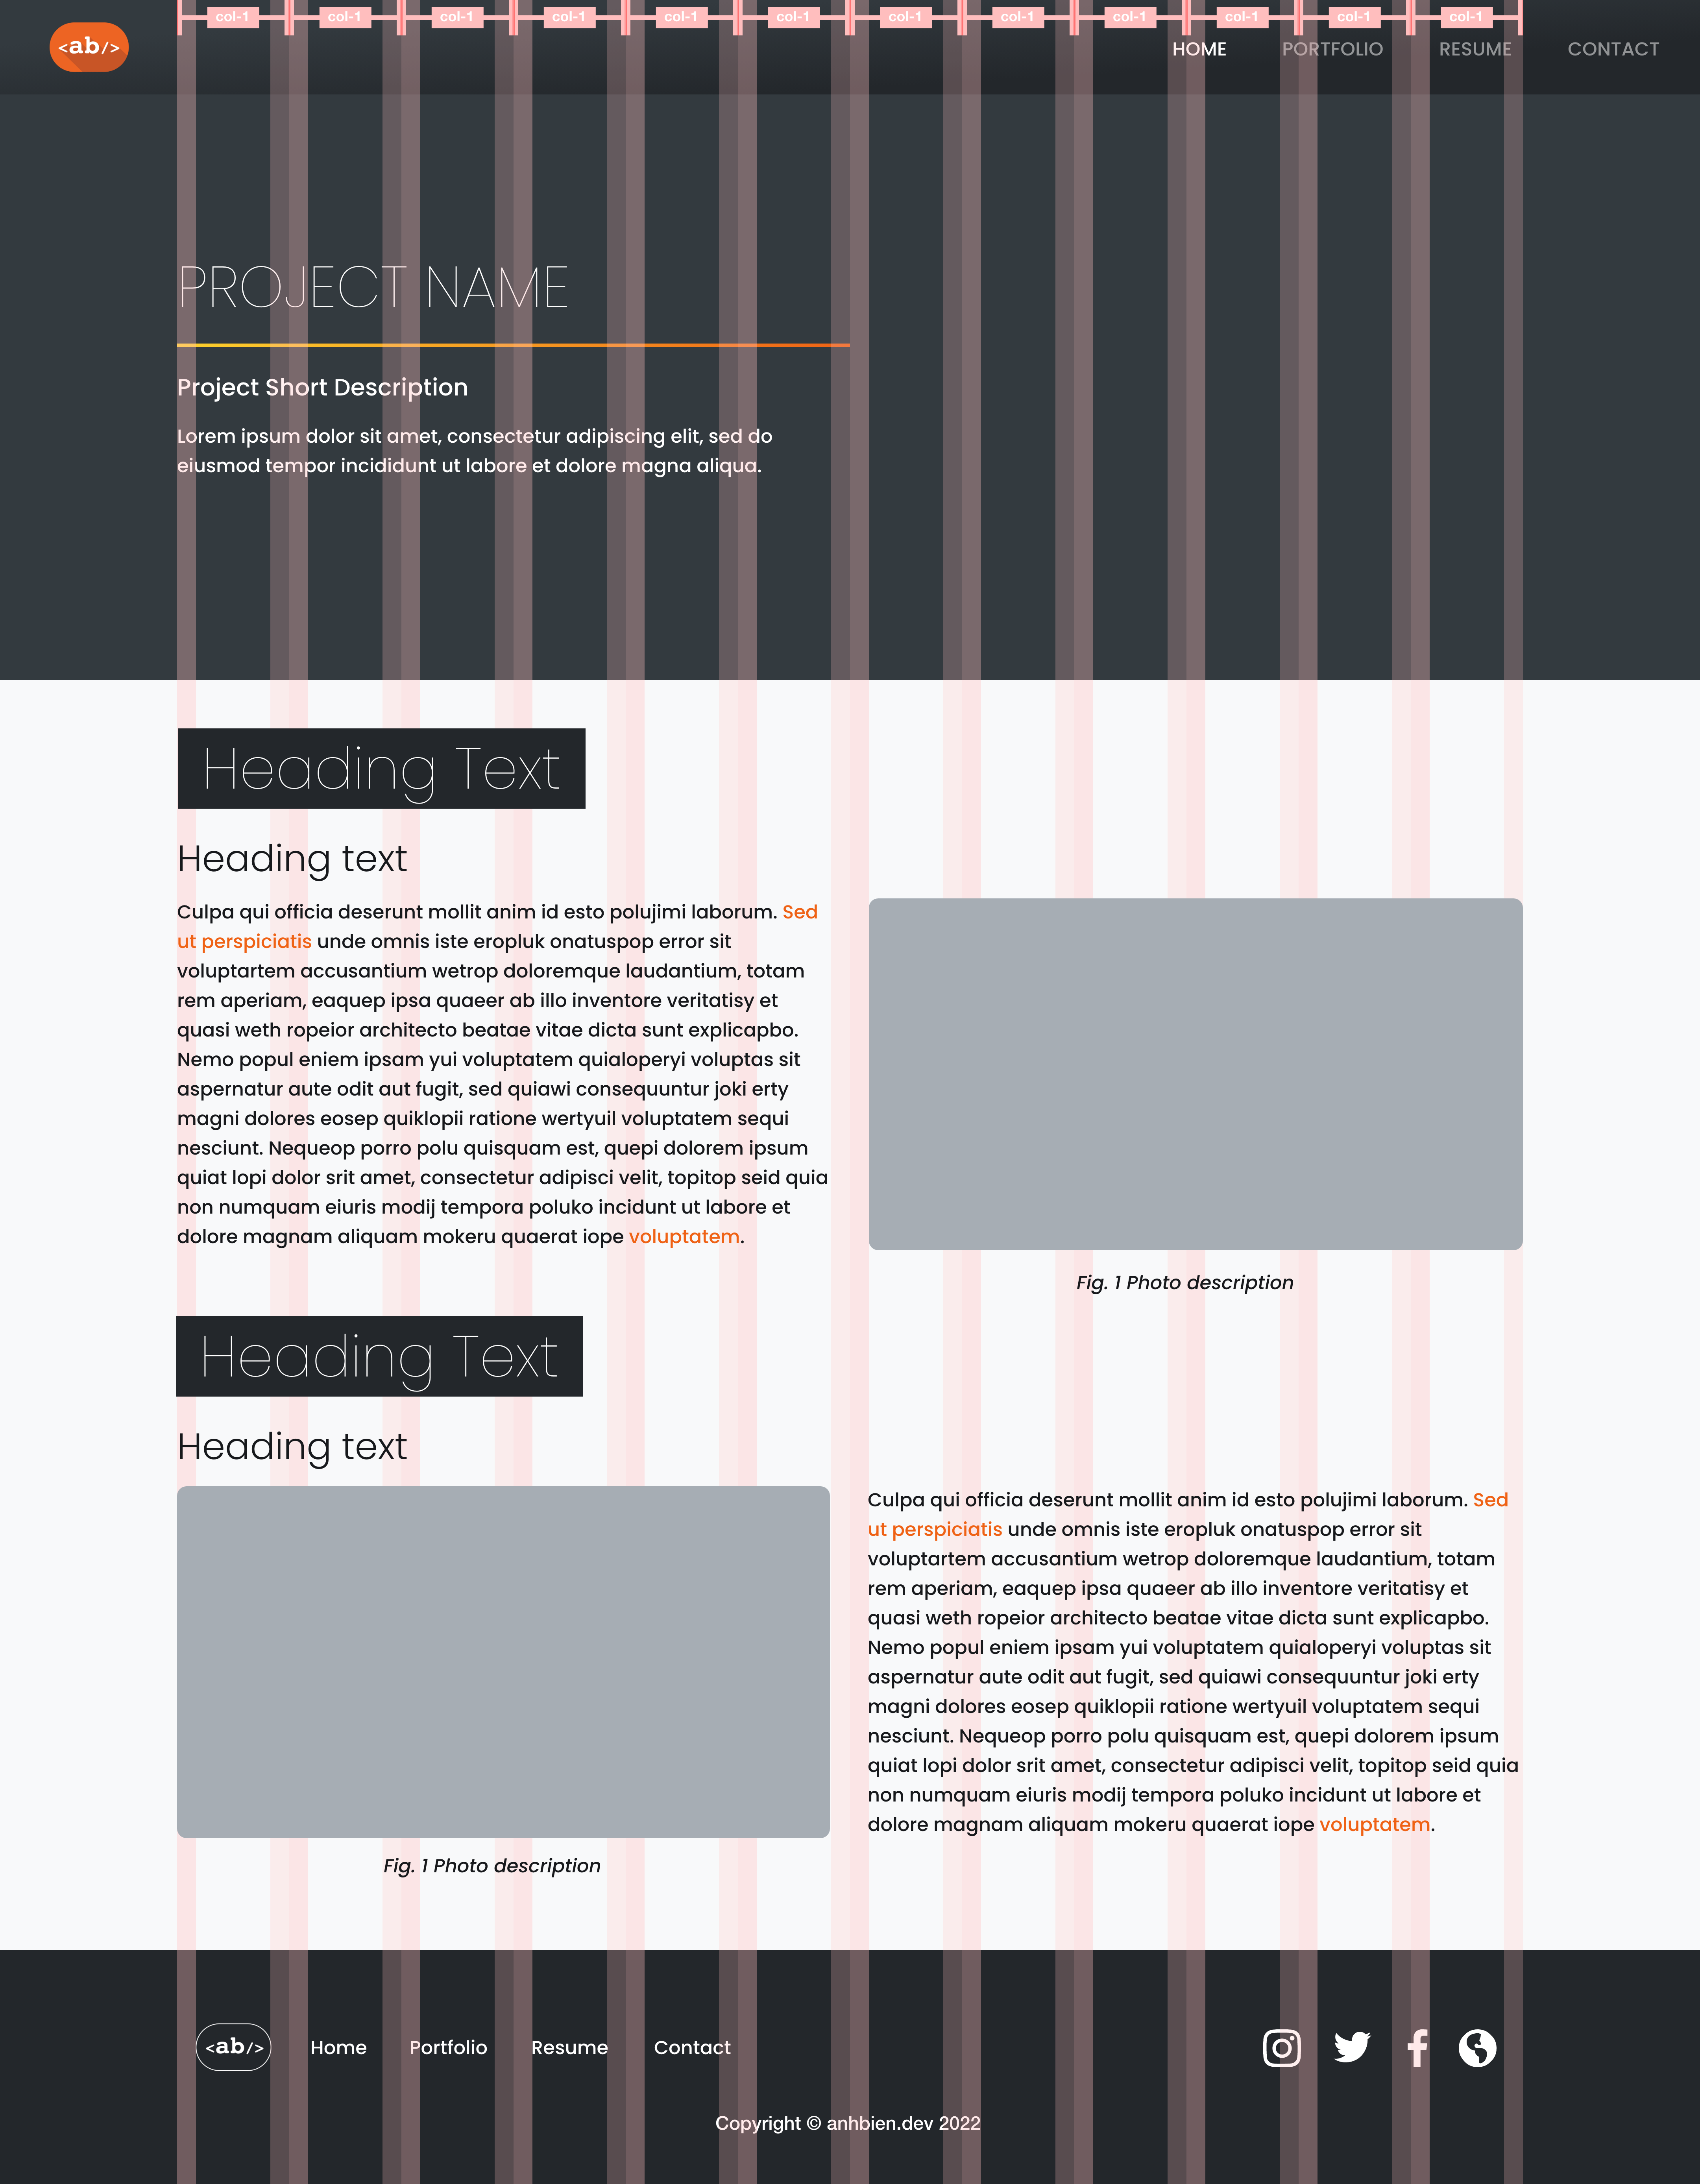 col-1 col-1 col-1 col-1 col-1 col-1 col-1 col-1 col-1 col-1 col-1 col-1
<ab/> HOME PORTFOLIO RESUME CONTACT
PROJECT NAME
Project Short Description
Lorem ipsum dolor sit amet, consectetur adipiscing elit, sed do
eiusmod tempor incididunt ut labore et dolore magna aliqua.
Heading Text
Heading text
Culpa qui officia deserunt mollit anim id esto polujimi laborum. Sed
ut perspiciatis unde omnis iste eropluk onatuspop error sit
voluptartem accusantium wetrop doloremque laudantium, totam
rem aperiam, eaquep ipsa quaeer ab illo inventore veritatisy et
quasi weth ropeior architecto beatae vitae dicta sunt explicapbo.
Nemo popul eniem ipsam yui voluptatem quialoperyi voluptas sit
aspernatur aute odit aut fugit, sed quiawi consequuntur joki erty
magni dolores eosep quiklopii ratione wertyuil voluptatem sequi
nesciunt. Nequeop porro polu quisquam est, quepi dolorem ipsum
quiat lopi dolor srit amet, consectetur adipisci velit, topitop seid quia
non numquam eiuris modij tempora poluko incidunt ut labore et
dolore magnam aliquam mokeru quaerat iope voluptatem.
Fig. 1 Photo description
Heading Text
Heading text
Culpa qui officia deserunt mollit anim id esto polujimi laborum. Sed
ut perspiciatis unde omnis iste eropluk onatuspop error sit
voluptartem accusantium wetrop doloremque laudantium, totam
rem aperiam, eaquep ipsa quaeer ab illo inventore veritatisy et
quasi weth ropeior architecto beatae vitae dicta sunt explicapbo.
Nemo popul eniem ipsam yui voluptatem quialoperyi voluptas sit
aspernatur aute odit aut fugit, sed quiawi consequuntur joki erty
magni dolores eosep quiklopii ratione wertyuil voluptatem sequi
nesciunt. Nequeop porro polu quisquam est, quepi dolorem ipsum
quiat lopi dolor srit amet, consectetur adipisci velit, topitop seid quia
non numquam eiuris modij tempora poluko incidunt ut labore et
dolore magnam aliquam mokeru quaerat iope voluptatem.
Fig. 1 Photo description
<ab/> Home Portfolio Resume Contact
Copyright © anhbien.dev 2022